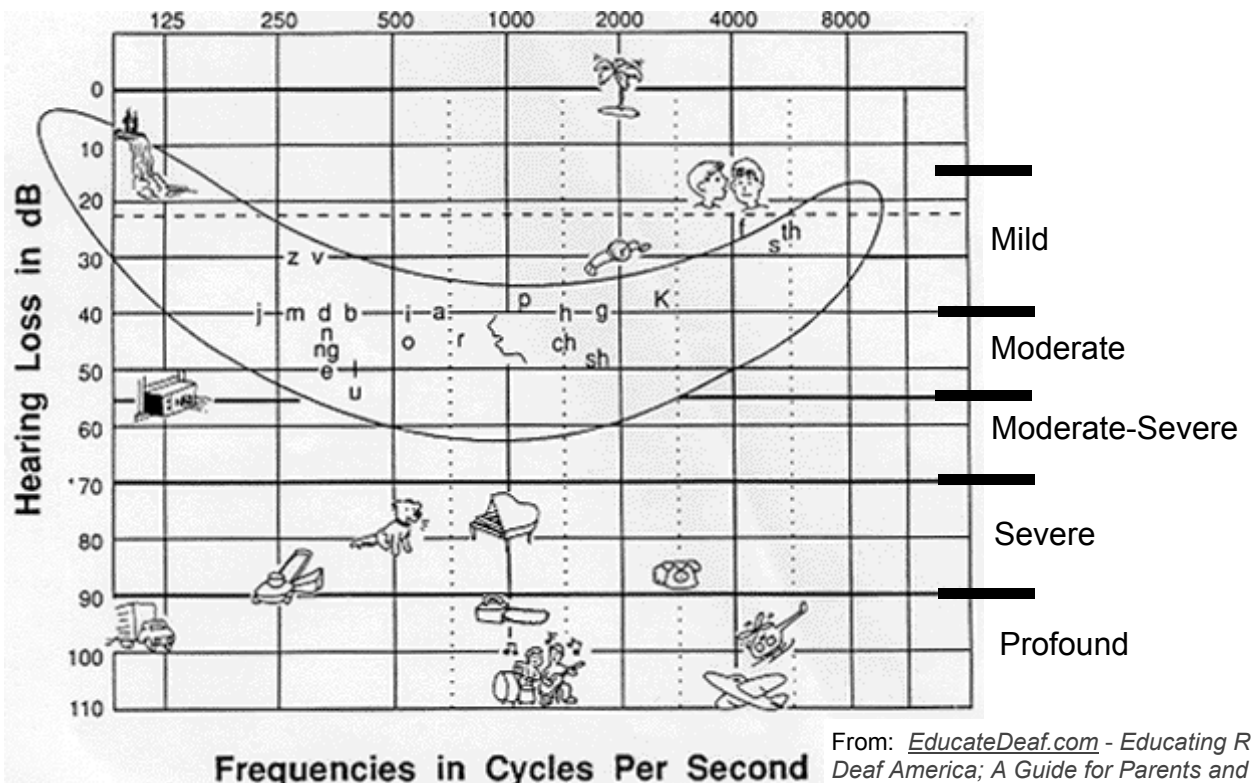 125 250 500 1000 2000 4000 8000
0
10
20
30
40
50
60
70
80
90
100
110
Hearing Loss in dB
f th
s
z v
p K
j m d b i a h g
n
ng o r ch
sh
e l
u
Mild
Moderate
Moderate-Severe
Severe
Profound
Frequencies in Cycles Per Second
From: EducateDeaf.com - Educating R
Deaf America; A Guide for Parents and